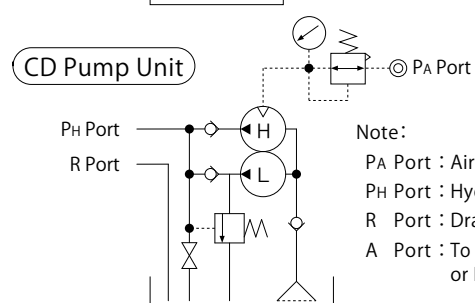 CD Pump Unit
PA Port
PH Port
H
R Port
L
Note:
PA Port : Air
PH Port : Hy
R Port : Dra
A Port : To
or